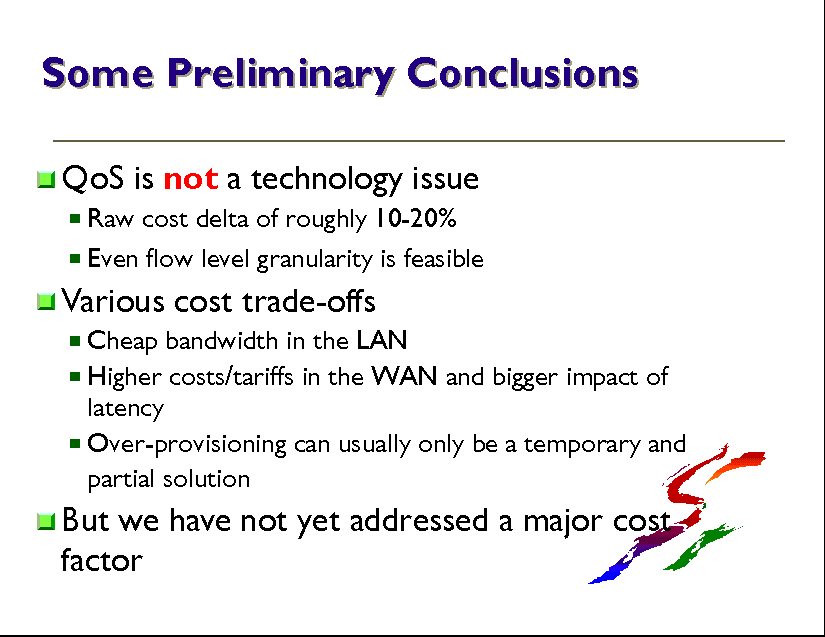 Some Preliminary Conclusions
QoS is not a technology issue
Raw cost delta of roughly 10-20%
Even flow level granularity is feasible
Various cost trade-offs
Cheap bandwidth in the LAN
Higher costs/tariffs in the WAN and bigger impact of
latency
Over-provisioning can usually only be a temporary and
partial solution
But we have not yet addressed a major cost
factor